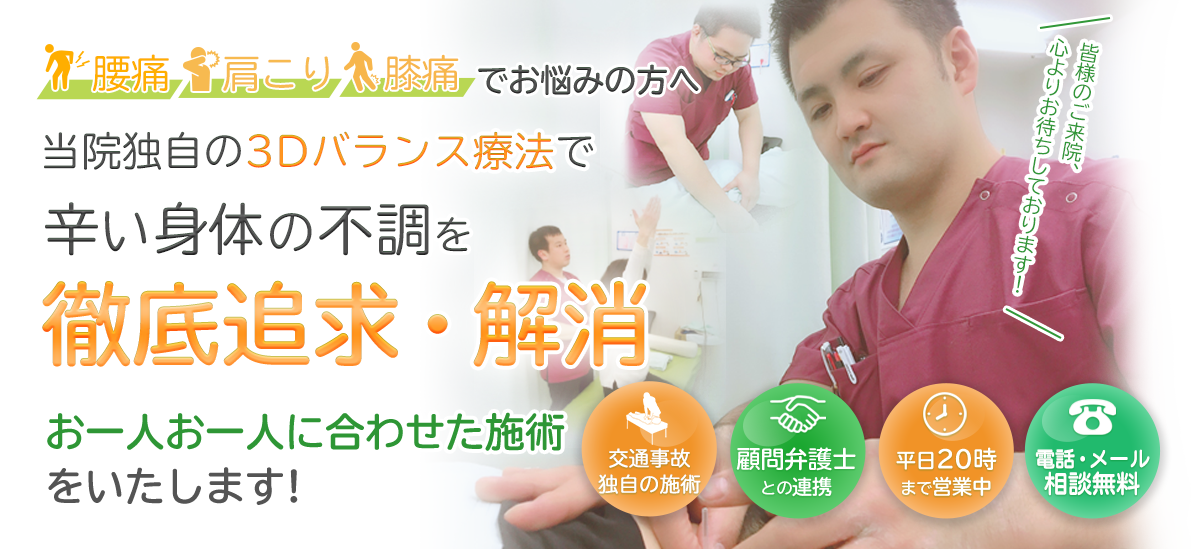 腰痛 肩こり 膝痛 でお悩みの方へ
当院独自の3Dバランス療法で
辛い身体の不調を
徹底追求・解消
お一人お一人に合わせた施術
をいたします!
皆様のご来院、
心よりお待ちしております!
交通事故
独自の施術
顧問弁護士
との連携
平日20時
まで営業中
電話・メール
相談無料